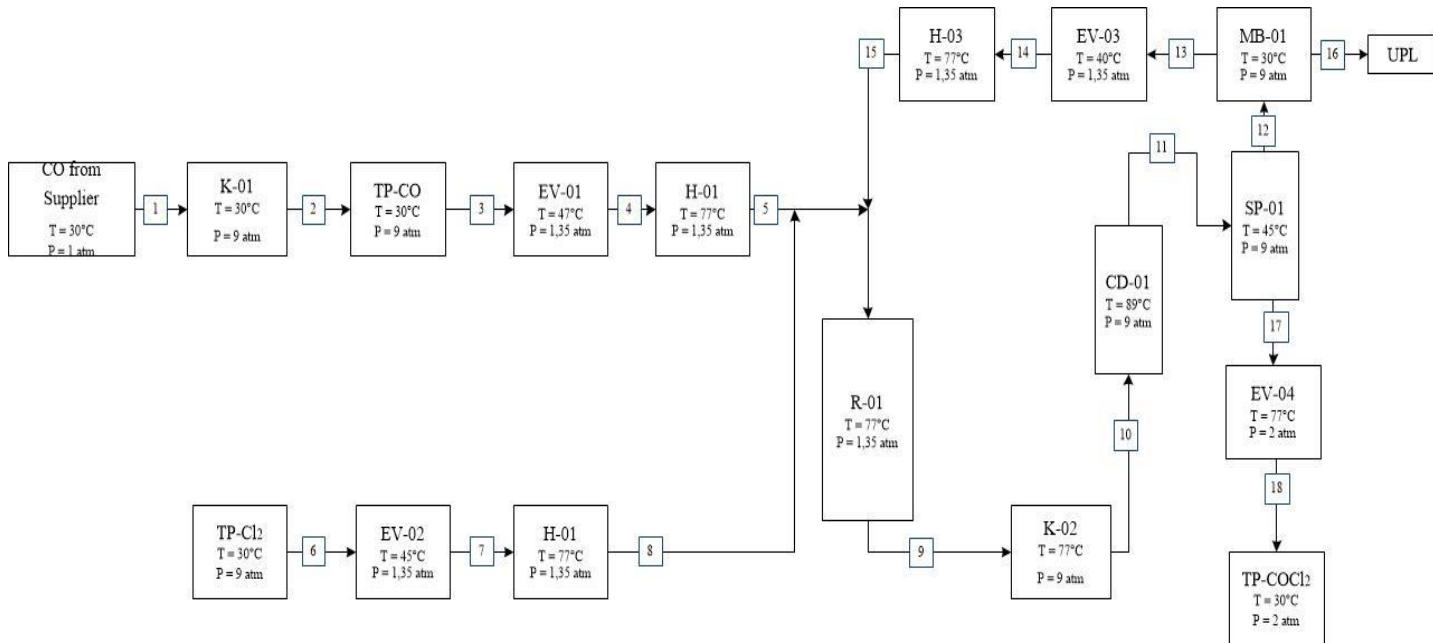 H-03
T = 77°C
P = 1,35 atm
EV-03
T = 40°C
P = 1,35 atm
MB-01
T = 30°C
P = 9 atm
UPL
15
14
13
16
12
11
CO from
Supplier
T = 30°C
P = 1 atm
1
K-01
T = 30°C
P = 9 atm
2
TP-CO
T = 30°C
P = 9 atm
3
EV-01
T = 47°C
P = 1,35 atm
4
H-01
T = 77°C
P = 1,35 atm
5
SP-01
T = 45°C
P = 9 atm
CD-01
T = 89°C
P = 9 atm
17
R-01
T = 77°C
P = 1,35 atm
EV-04
T = 77°C
P = 2 atm
10
18
TP-Cl2
T = 30°C
P = 9 atm
6
EV-02
T = 45°C
P = 1,35 atm
7
H-01
T = 77°C
P = 1,35 atm
8
9
K-02
T = 77°C
P = 9 atm
TP-COCl2
T = 30°C
P = 2 atm